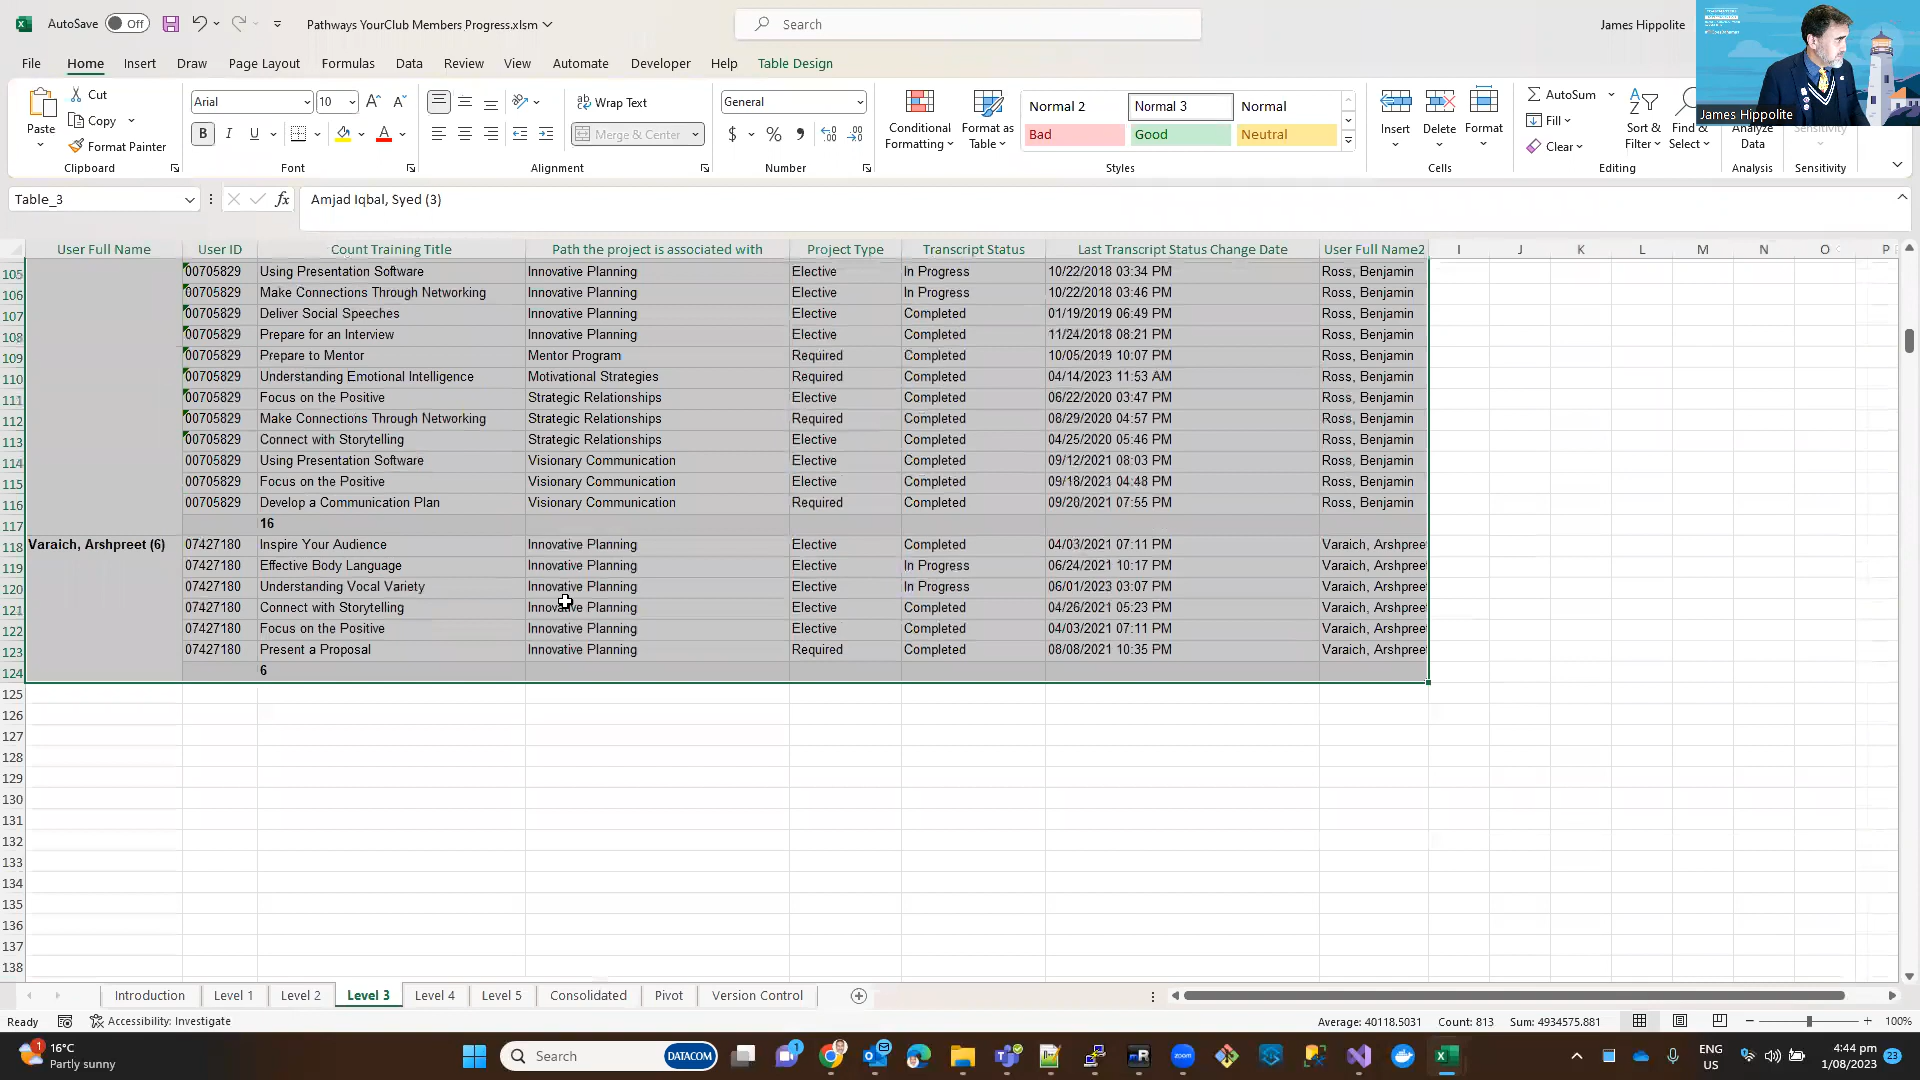 AutoSave Off Pathways YourClub Members Progress.xlsm Search James Hippolite
File Home Insert Draw Page Layout Formulas Data Review View Automate Developer Help Table Design
Paste Cut Copy Format Painter Clipboard
Arial 10 B I U A Font
ab Wrap Text Merge & Center Alignment
General $ % Number
Conditional Formatting Format as Table Normal 2 Normal 3 Normal Bad Good Neutral Styles
Insert Delete Format Cells
AutoSum Fill Clear Sort & Filter Find & Select Editing
Analyze Data Analysis Sensitivity Sensitivity
James Hippolite
Table_3 fx Amjad Iqbal, Syed (3)
User Full Name User ID Count Training Title Path the project is associated with Project Type Transcript Status Last Transcript Status Change Date User Full Name2 I J K L M N O P
105 00705829 Using Presentation Software Innovative Planning Elective In Progress 10/22/2018 03:34 PM Ross, Benjamin
106 00705829 Make Connections Through Networking Innovative Planning Elective In Progress 10/22/2018 03:46 PM Ross, Benjamin
107 00705829 Deliver Social Speeches Innovative Planning Elective Completed 01/19/2019 06:49 PM Ross, Benjamin
108 00705829 Prepare for an Interview Innovative Planning Elective Completed 11/24/2018 08:21 PM Ross, Benjamin
109 00705829 Prepare to Mentor Mentor Program Required Completed 10/05/2019 10:07 PM Ross, Benjamin
110 00705829 Understanding Emotional Intelligence Motivational Strategies Required Completed 04/14/2023 11:53 AM Ross, Benjamin
111 00705829 Focus on the Positive Strategic Relationships Elective Completed 06/22/2020 03:47 PM Ross, Benjamin
112 00705829 Make Connections Through Networking Strategic Relationships Required Completed 08/29/2020 04:57 PM Ross, Benjamin
113 00705829 Connect with Storytelling Strategic Relationships Elective Completed 04/25/2020 05:46 PM Ross, Benjamin
114 00705829 Using Presentation Software Visionary Communication Elective Completed 09/12/2021 08:03 PM Ross, Benjamin
115 00705829 Focus on the Positive Visionary Communication Elective Completed 09/18/2021 04:48 PM Ross, Benjamin
116 00705829 Develop a Communication Plan Visionary Communication Required Completed 09/20/2021 07:55 PM Ross, Benjamin
117 16
118 Varaich, Arshpreet (6) 07427180 Inspire Your Audience Innovative Planning Elective Completed 04/03/2021 07:11 PM Varaich, Arshpree
119 07427180 Effective Body Language Innovative Planning Elective In Progress 06/24/2021 10:17 PM Varaich, Arshpree
120 07427180 Understanding Vocal Variety Innovative Planning Elective In Progress 06/01/2023 03:07 PM Varaich, Arshpree
121 07427180 Connect with Storytelling Innovative Planning Elective Completed 04/26/2021 05:23 PM Varaich, Arshpree
122 07427180 Focus on the Positive Innovative Planning Elective Completed 04/03/2021 07:11 PM Varaich, Arshpree
123 07427180 Present a Proposal Innovative Planning Required Completed 08/08/2021 10:35 PM Varaich, Arshpree
124 6
125
126
127
128
129
130
131
132
133
134
135
136
137
138
Introduction Level 1 Level 2 Level 3 Level 4 Level 5 Consolidated Pivot Version Control
Ready Accessibility: Investigate Average: 40118.5031 Count: 813 Sum: 4934575.881 100%
1 16°C Partly sunny Search DATACOM 1 zoom ENG US 4:44 pm 1/08/2023 23